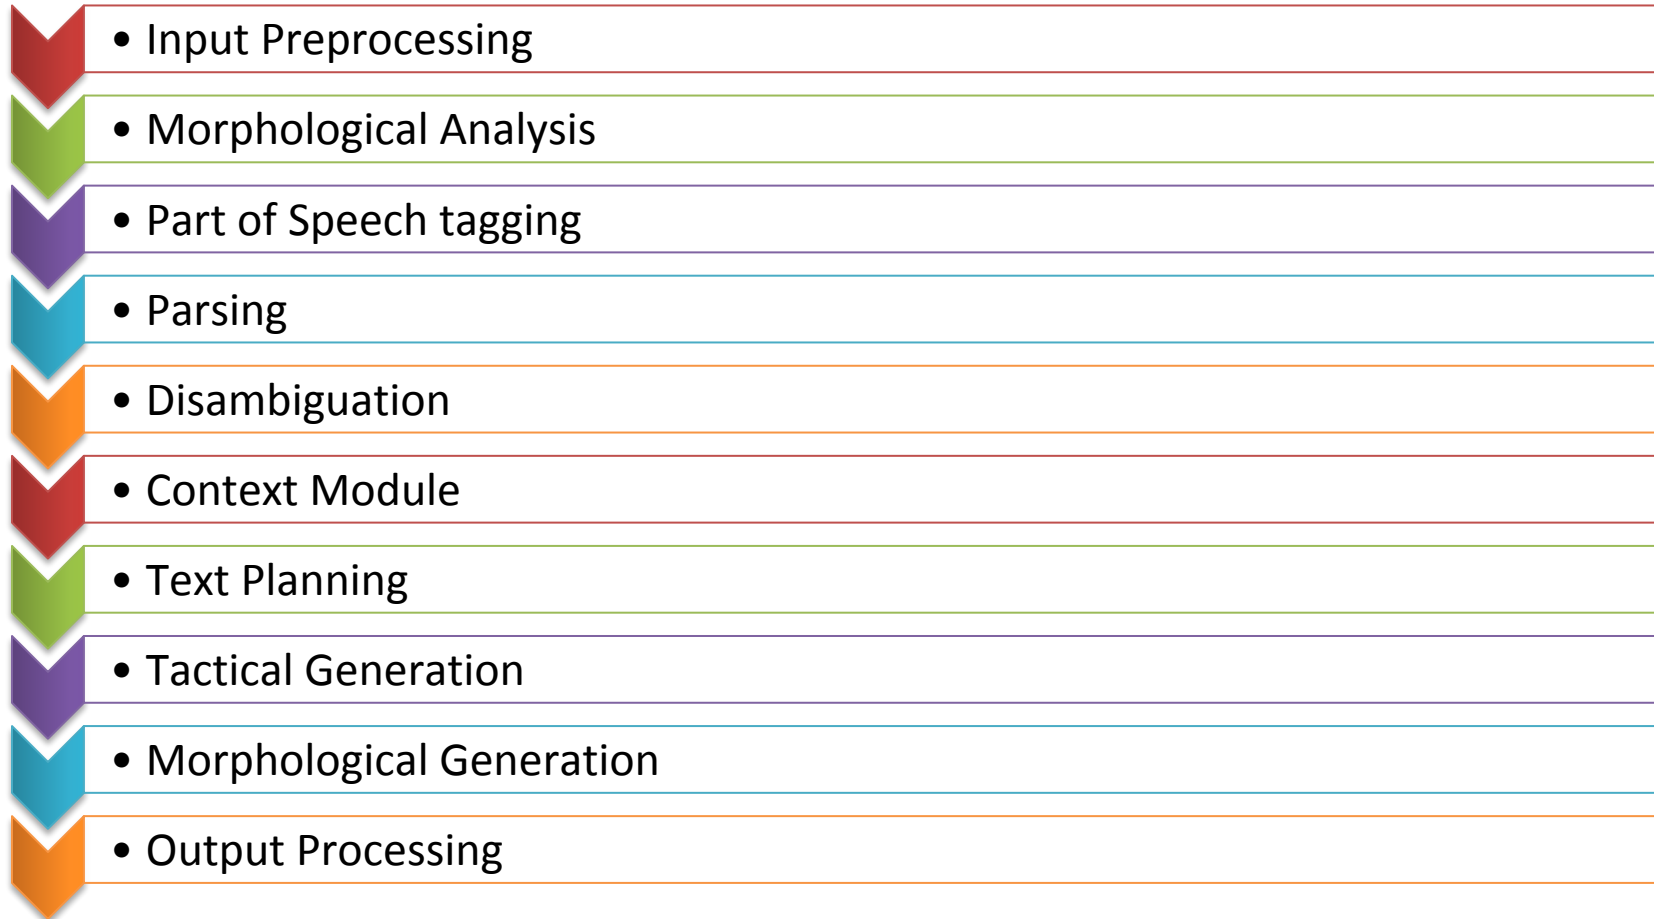 • Input Preprocessing
• Morphological Analysis
• Part of Speech tagging
• Parsing
• Disambiguation
• Context Module
• Text Planning
• Tactical Generation
• Morphological Generation
• Output Processing